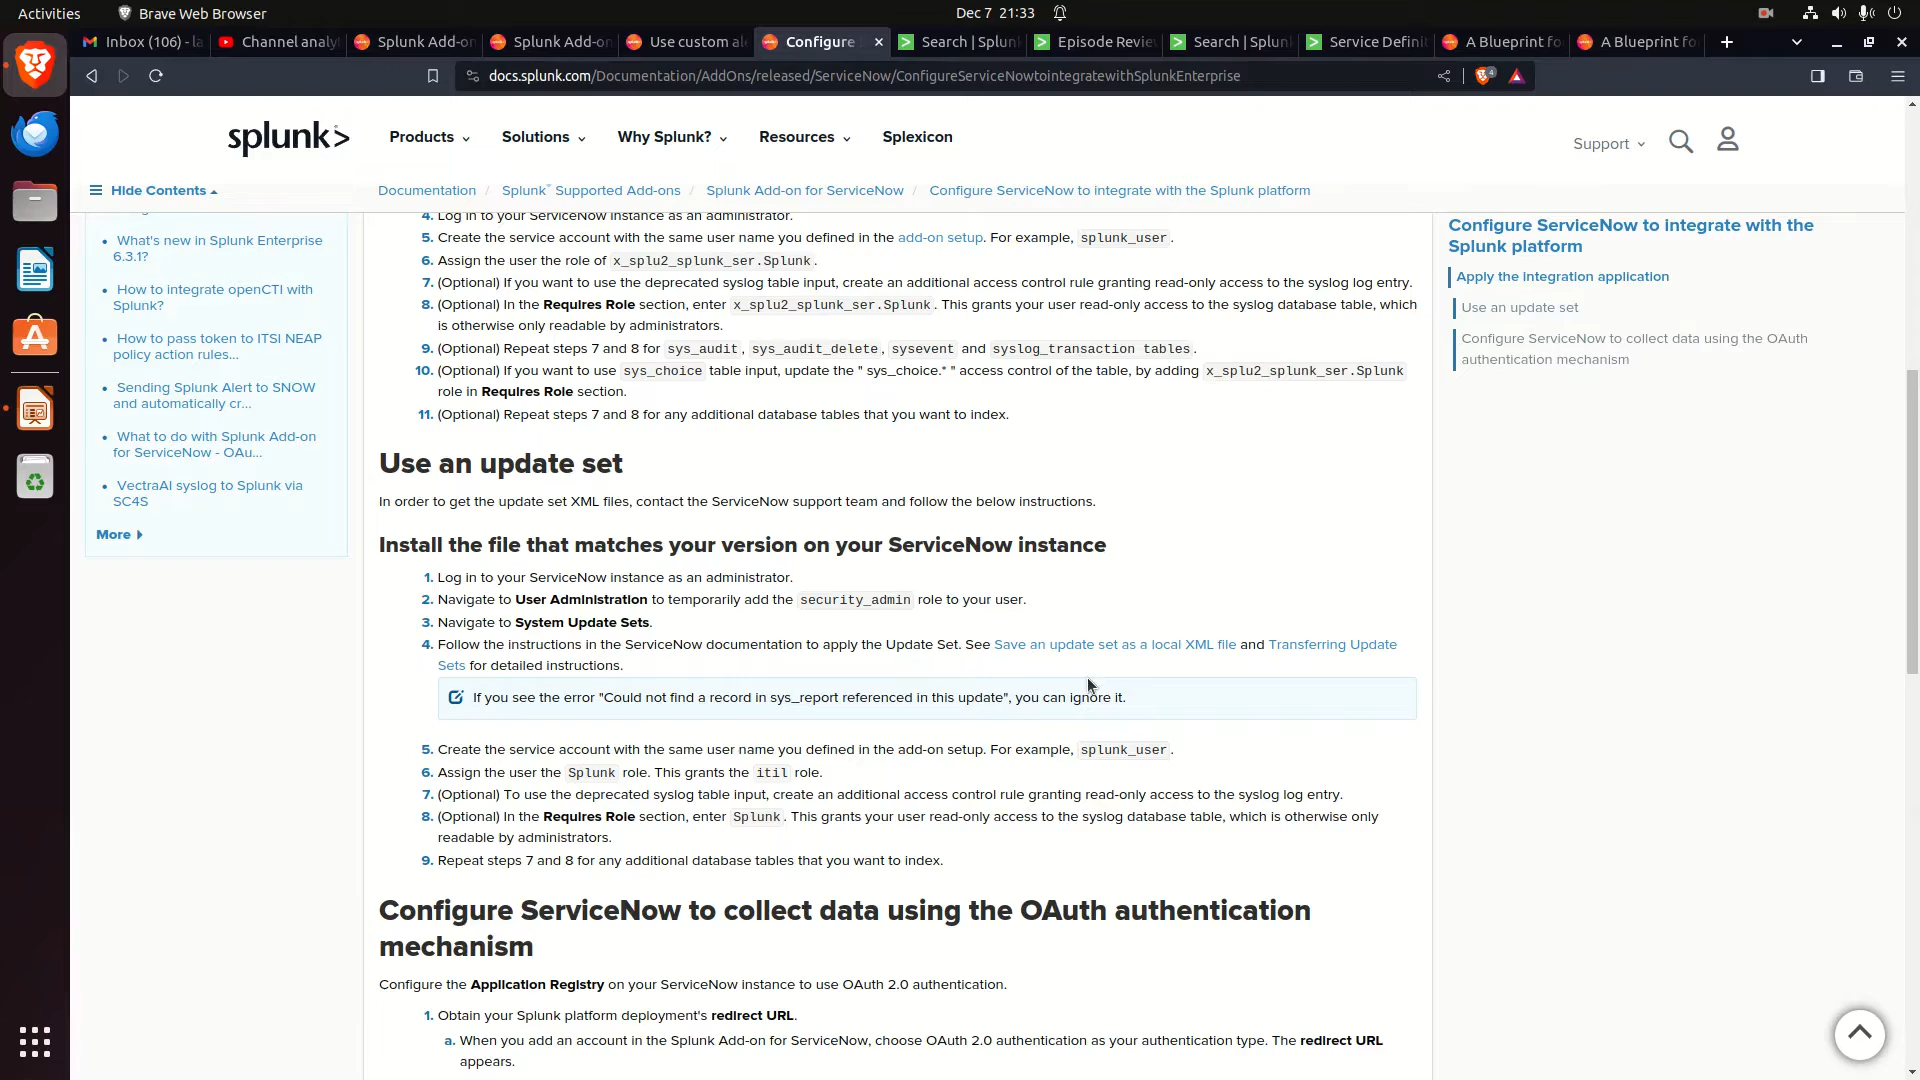 Activities
Brave Web Browser
Dec 7 21:33
Inbox (106) - la
Channel analy
Splunk Add-on
Splunk Add-on
Use custom al
Configure
Search | Splun
Episode Revie
Search | Splun
Service Defini
A Blueprint fo
A Blueprint fo
docs.splunk.com/Documentation/AddOns/released/ServiceNow/ConfigureServiceNowtointegratewithSplunkEnterprise
4
splunk>
Products
Solutions
Why Splunk?
Resources
Splexicon
Support
Hide Contents
Documentation / Splunk® Supported Add-ons / Splunk Add-on for ServiceNow / Configure ServiceNow to integrate with the Splunk platform
What's new in Splunk Enterprise
6.3.1?
How to integrate openCTI with
Splunk?
How to pass token to ITSI NEAP
policy action rules...
Sending Splunk Alert to SNOW
and automatically cr...
What to do with Splunk Add-on
for ServiceNow - OAu...
VectraAI syslog to Splunk via
SC4S
More
4. Log in to your ServiceNow instance as an administrator.
5. Create the service account with the same user name you defined in the add-on setup. For example, splunk_user.
6. Assign the user the role of x_splu2_splunk_ser.Splunk.
7. (Optional) If you want to use the deprecated syslog table input, create an additional access control rule granting read-only access to the syslog log entry.
8. (Optional) In the Requires Role section, enter x_splu2_splunk_ser.Splunk. This grants your user read-only access to the syslog database table, which
is otherwise only readable by administrators.
9. (Optional) Repeat steps 7 and 8 for sys_audit, sys_audit_delete, sysevent and syslog_transaction tables.
10. (Optional) If you want to use sys_choice table input, update the " sys_choice.* " access control of the table, by adding x_splu2_splunk_ser.Splunk
role in Requires Role section.
11. (Optional) Repeat steps 7 and 8 for any additional database tables that you want to index.
Use an update set
In order to get the update set XML files, contact the ServiceNow support team and follow the below instructions.
Install the file that matches your version on your ServiceNow instance
1. Log in to your ServiceNow instance as an administrator.
2. Navigate to User Administration to temporarily add the security_admin role to your user.
3. Navigate to System Update Sets.
4. Follow the instructions in the ServiceNow documentation to apply the Update Set. See Save an update set as a local XML file and Transferring Update
Sets for detailed instructions.
If you see the error "Could not find a record in sys_report referenced in this update", you can ignore it.
5. Create the service account with the same user name you defined in the add-on setup. For example, splunk_user.
6. Assign the user the Splunk role. This grants the itil role.
7. (Optional) To use the deprecated syslog table input, create an additional access control rule granting read-only access to the syslog log entry.
8. (Optional) In the Requires Role section, enter Splunk. This grants your user read-only access to the syslog database table, which is otherwise only
readable by administrators.
9. Repeat steps 7 and 8 for any additional database tables that you want to index.
Configure ServiceNow to collect data using the OAuth authentication
mechanism
Configure the Application Registry on your ServiceNow instance to use OAuth 2.0 authentication.
1. Obtain your Splunk platform deployment's redirect URL.
a. When you add an account in the Splunk Add-on for ServiceNow, choose OAuth 2.0 authentication as your authentication type. The redirect URL
appears.
Configure ServiceNow to integrate with the
Splunk platform
Apply the integration application
Use an update set
Configure ServiceNow to collect data using the OAuth
authentication mechanism